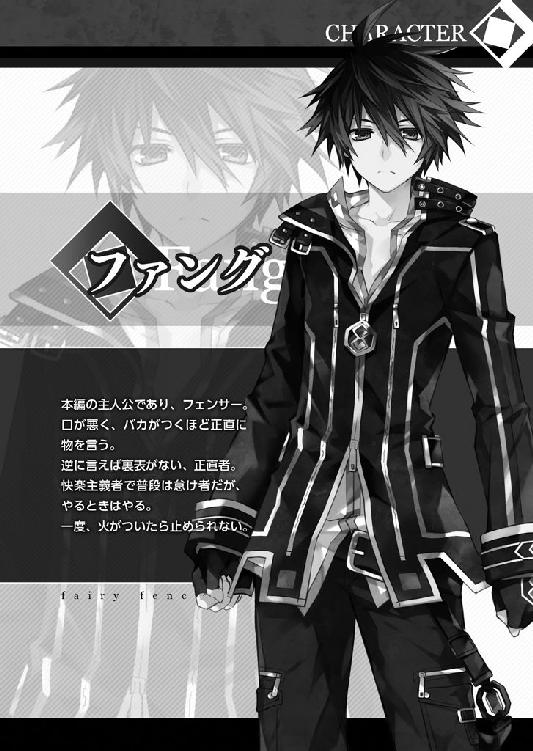 CHARACTER
ファング
本編の主人公であり、フェンサー。
口が悪く、バカがつくほど正直に
物を言う。
逆に言えば裏表がない、正直者。
快楽主義者で普段は怠け者だが、
やるときはやる。
一度、火がついたら止められない。
fairy fenc